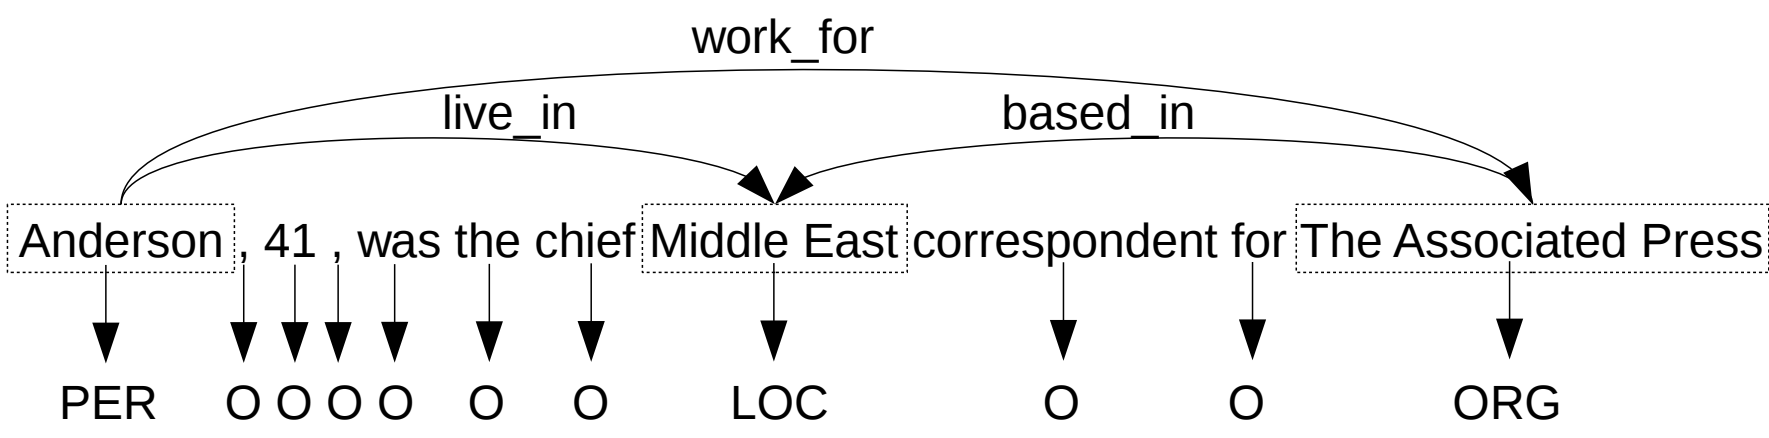 work_for
live_in based_in
Anderson , 41 , was the chief Middle East correspondent for The Associated Press
PER O O O O O O LOC O O ORG